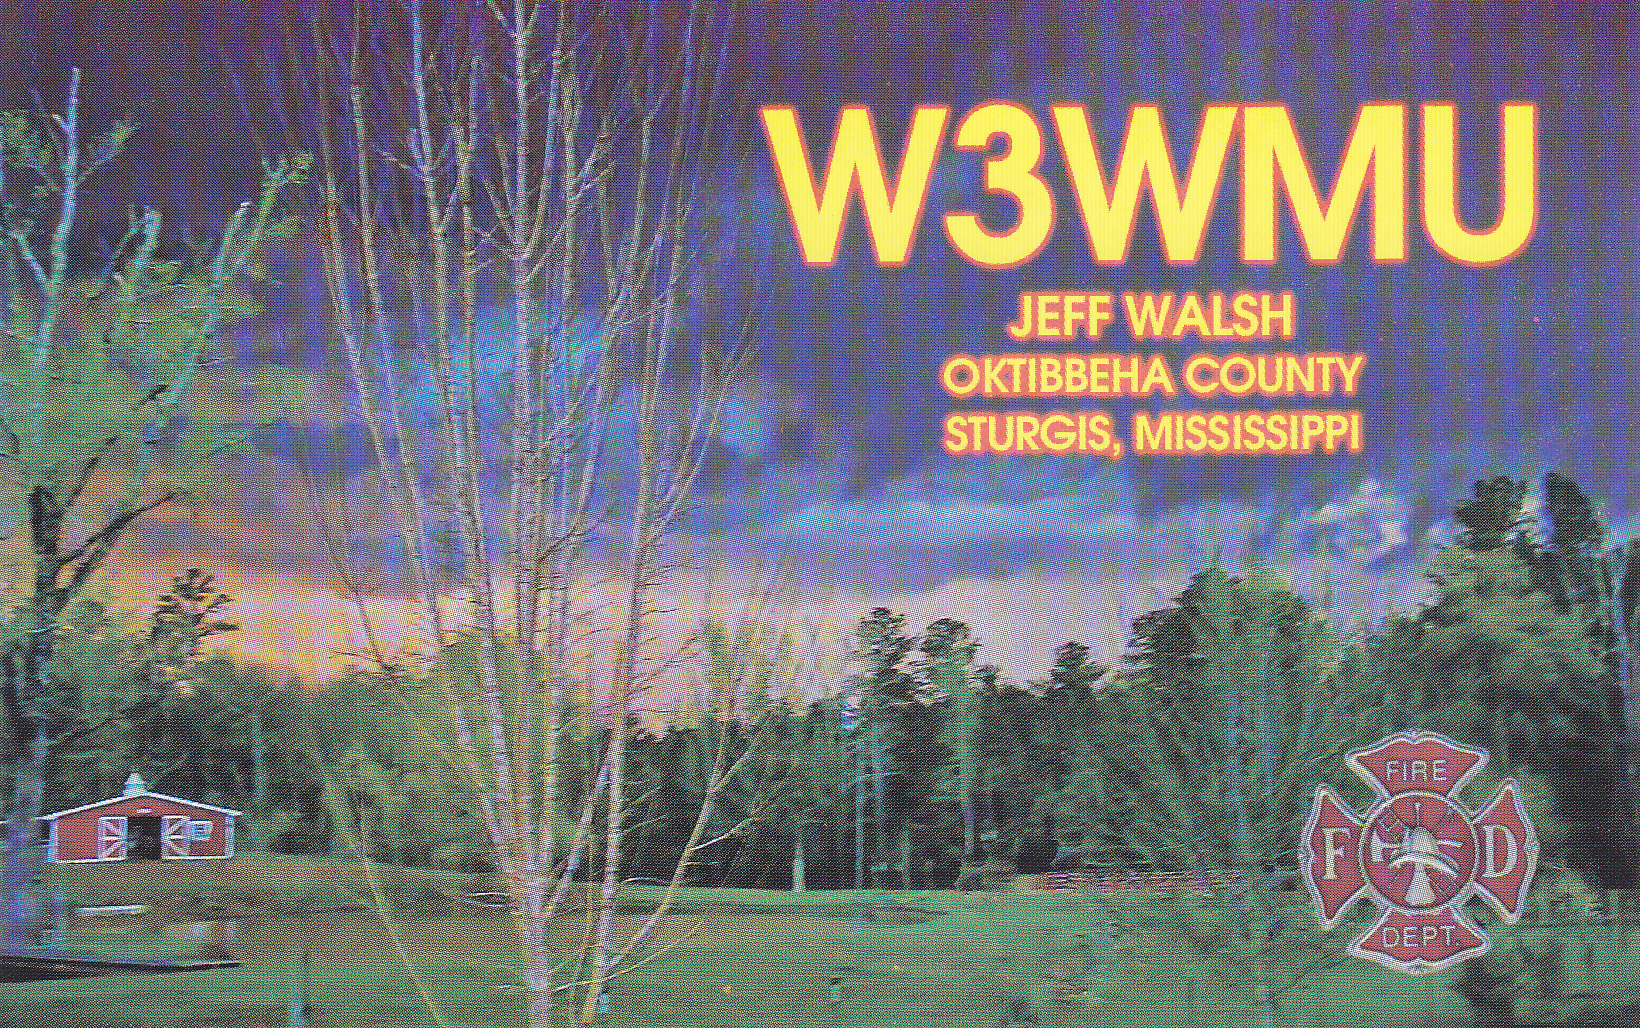 W3WMU
JEFF WALSH
OKTIBBEHA COUNTY
STURGIS, MISSISSIPPI
FIRE
F D
DEPT.